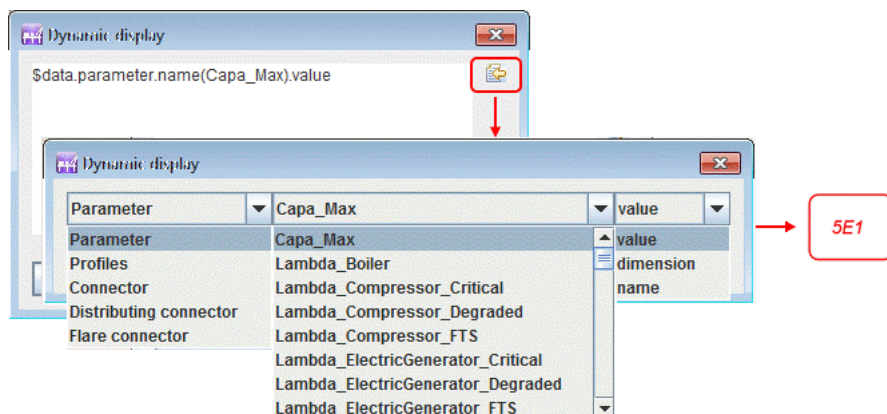 Dynamic display
$data.parameter.name(Capa_Max).value
Dynamic display
Parameter Capa_Max value
Parameter Capa_Max value
Profiles Lambda_Boiler dimension
Connector Lambda_Compressor_Critical name
Distributing connector Lambda_Compressor_Degraded
Flare connector Lambda_Compressor_FTS
Lambda_ElectricGenerator_Critical
Lambda_ElectricGenerator_Degraded
Lambda_ElectricGenerator_FTS
5E1